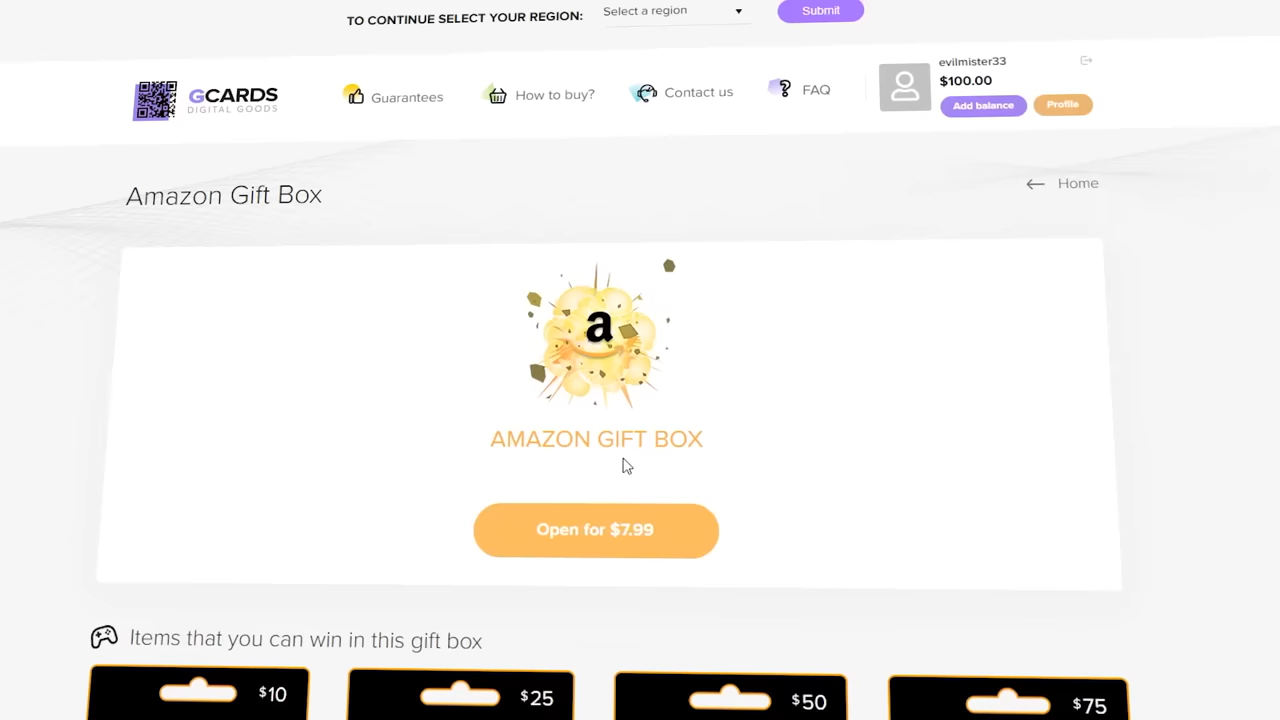 TO CONTINUE SELECT YOUR REGION:
Select a region
Submit
GCARDS
DIGITAL GOODS
Guarantees
How to buy?
Contact us
FAQ
evilmister33
$100.00
Add balance
Profile
Amazon Gift Box
Home
a
AMAZON GIFT BOX
Open for $7.99
Items that you can win in this gift box
$10
$25
$50
$75